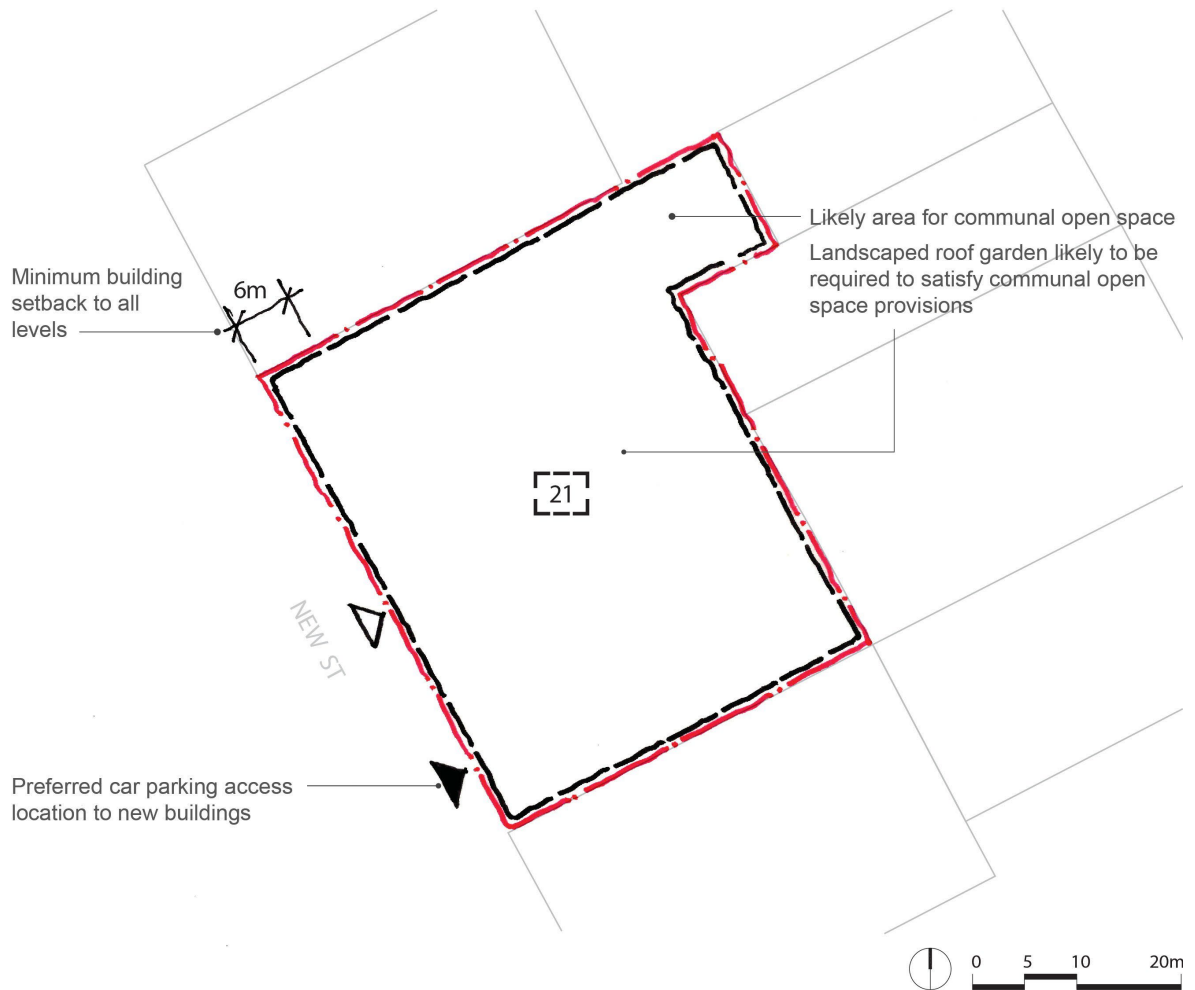 Likely area for communal open space
Landscaped roof garden likely to be
required to satisfy communal open
space provisions
Minimum building
setback to all
levels
6m
21
NEW ST
Preferred car parking access
location to new buildings
0 5 10 20m